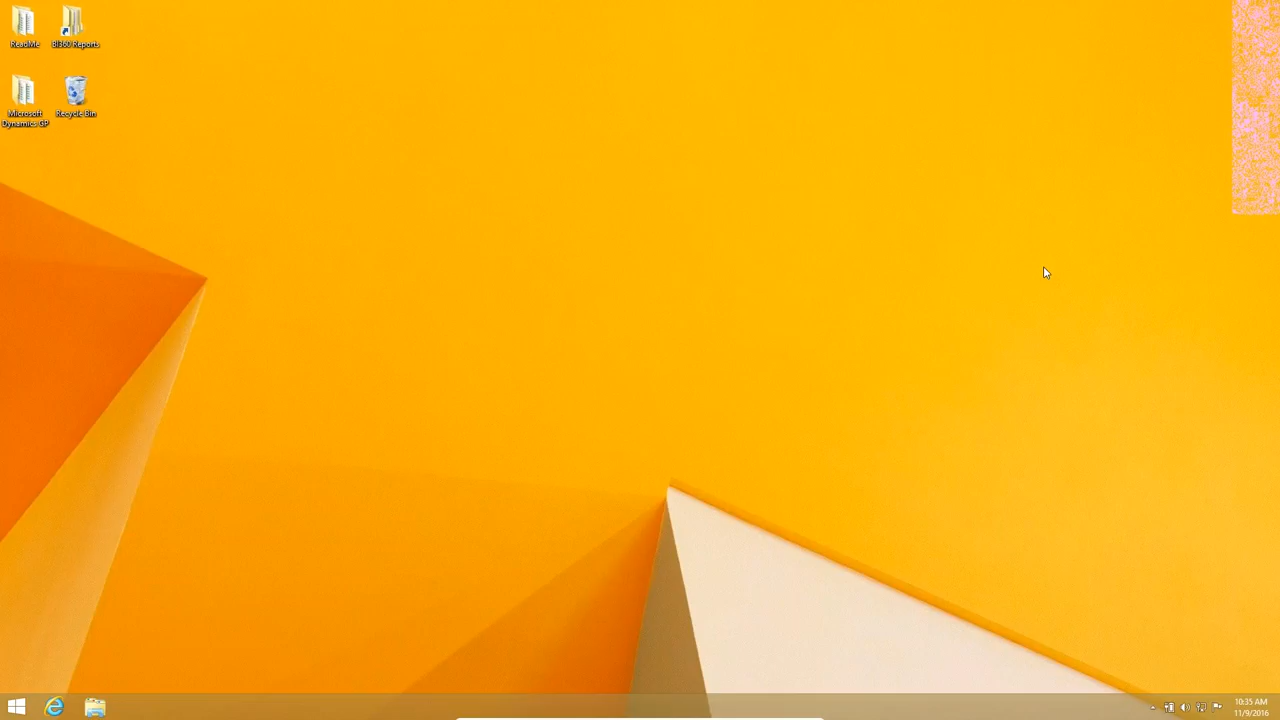 ReadMe
BI360 Reports
Microsoft
Dynamics GP
Recycle Bin
10:35 AM
11/9/2016